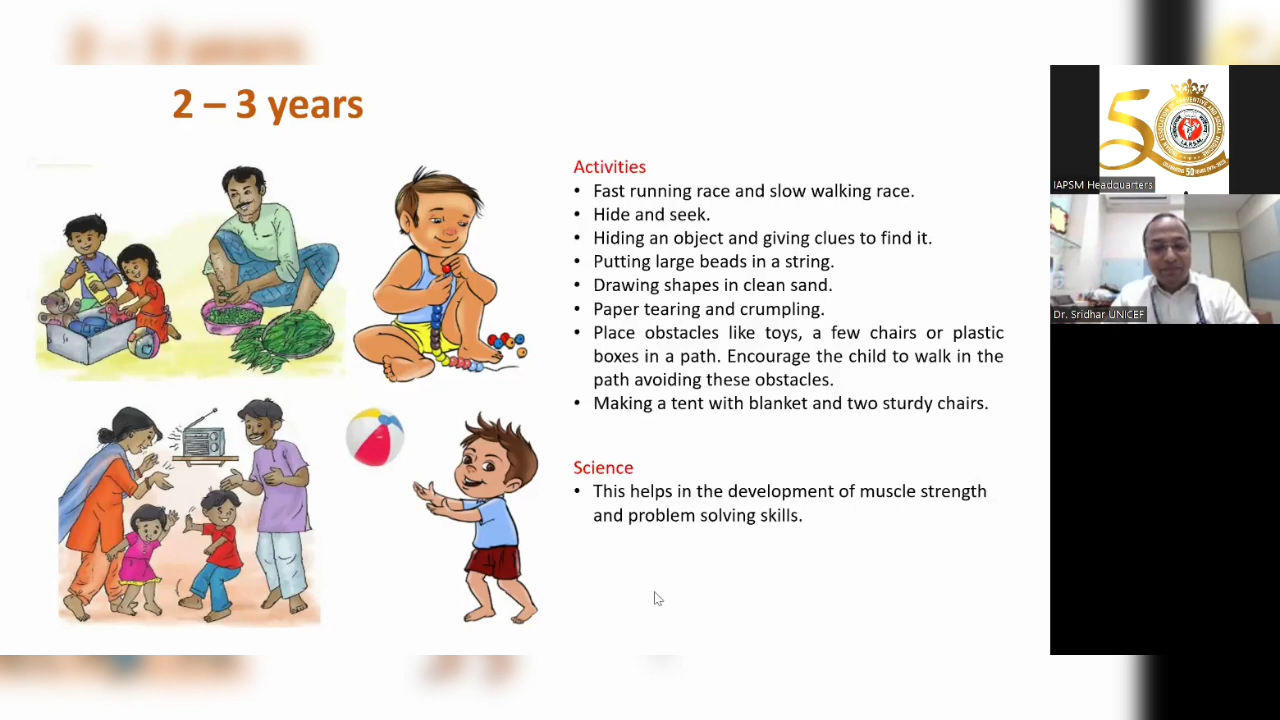 2 – 3 years
Activities
• Fast running race and slow walking race.
• Hide and seek.
• Hiding an object and giving clues to find it.
• Putting large beads in a string.
• Drawing shapes in clean sand.
• Paper tearing and crumpling.
• Place obstacles like toys, a few chairs or plastic
boxes in a path. Encourage the child to walk in the
path avoiding these obstacles.
• Making a tent with blanket and two sturdy chairs.
Science
• This helps in the development of muscle strength
and problem solving skills.
50
IAPSM Headquarters
Dr. Sridhar UNICEF